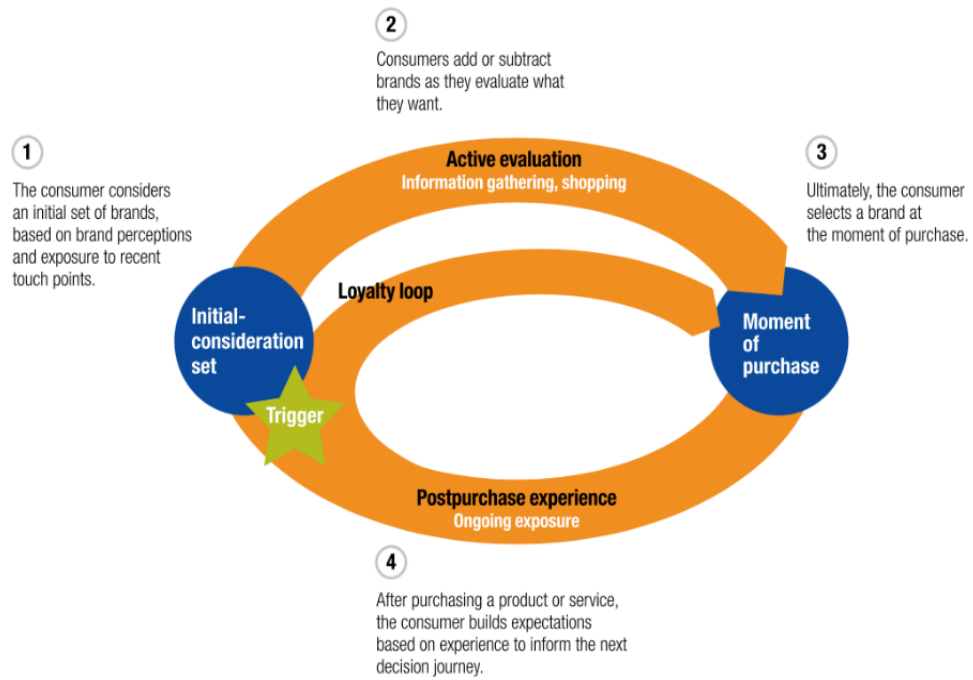 2
Consumers add or subtract
brands as they evaluate what
they want.
1
The consumer considers
an initial set of brands,
based on brand perceptions
and exposure to recent
touch points.
Active evaluation
Information gathering, shopping
3
Ultimately, the consumer
selects a brand at
the moment of purchase.
Loyalty loop
Initial-
consideration
set
Moment
of
purchase
Trigger
Postpurchase experience
Ongoing exposure
4
After purchasing a product or service,
the consumer builds expectations
based on experience to inform the next
decision journey.